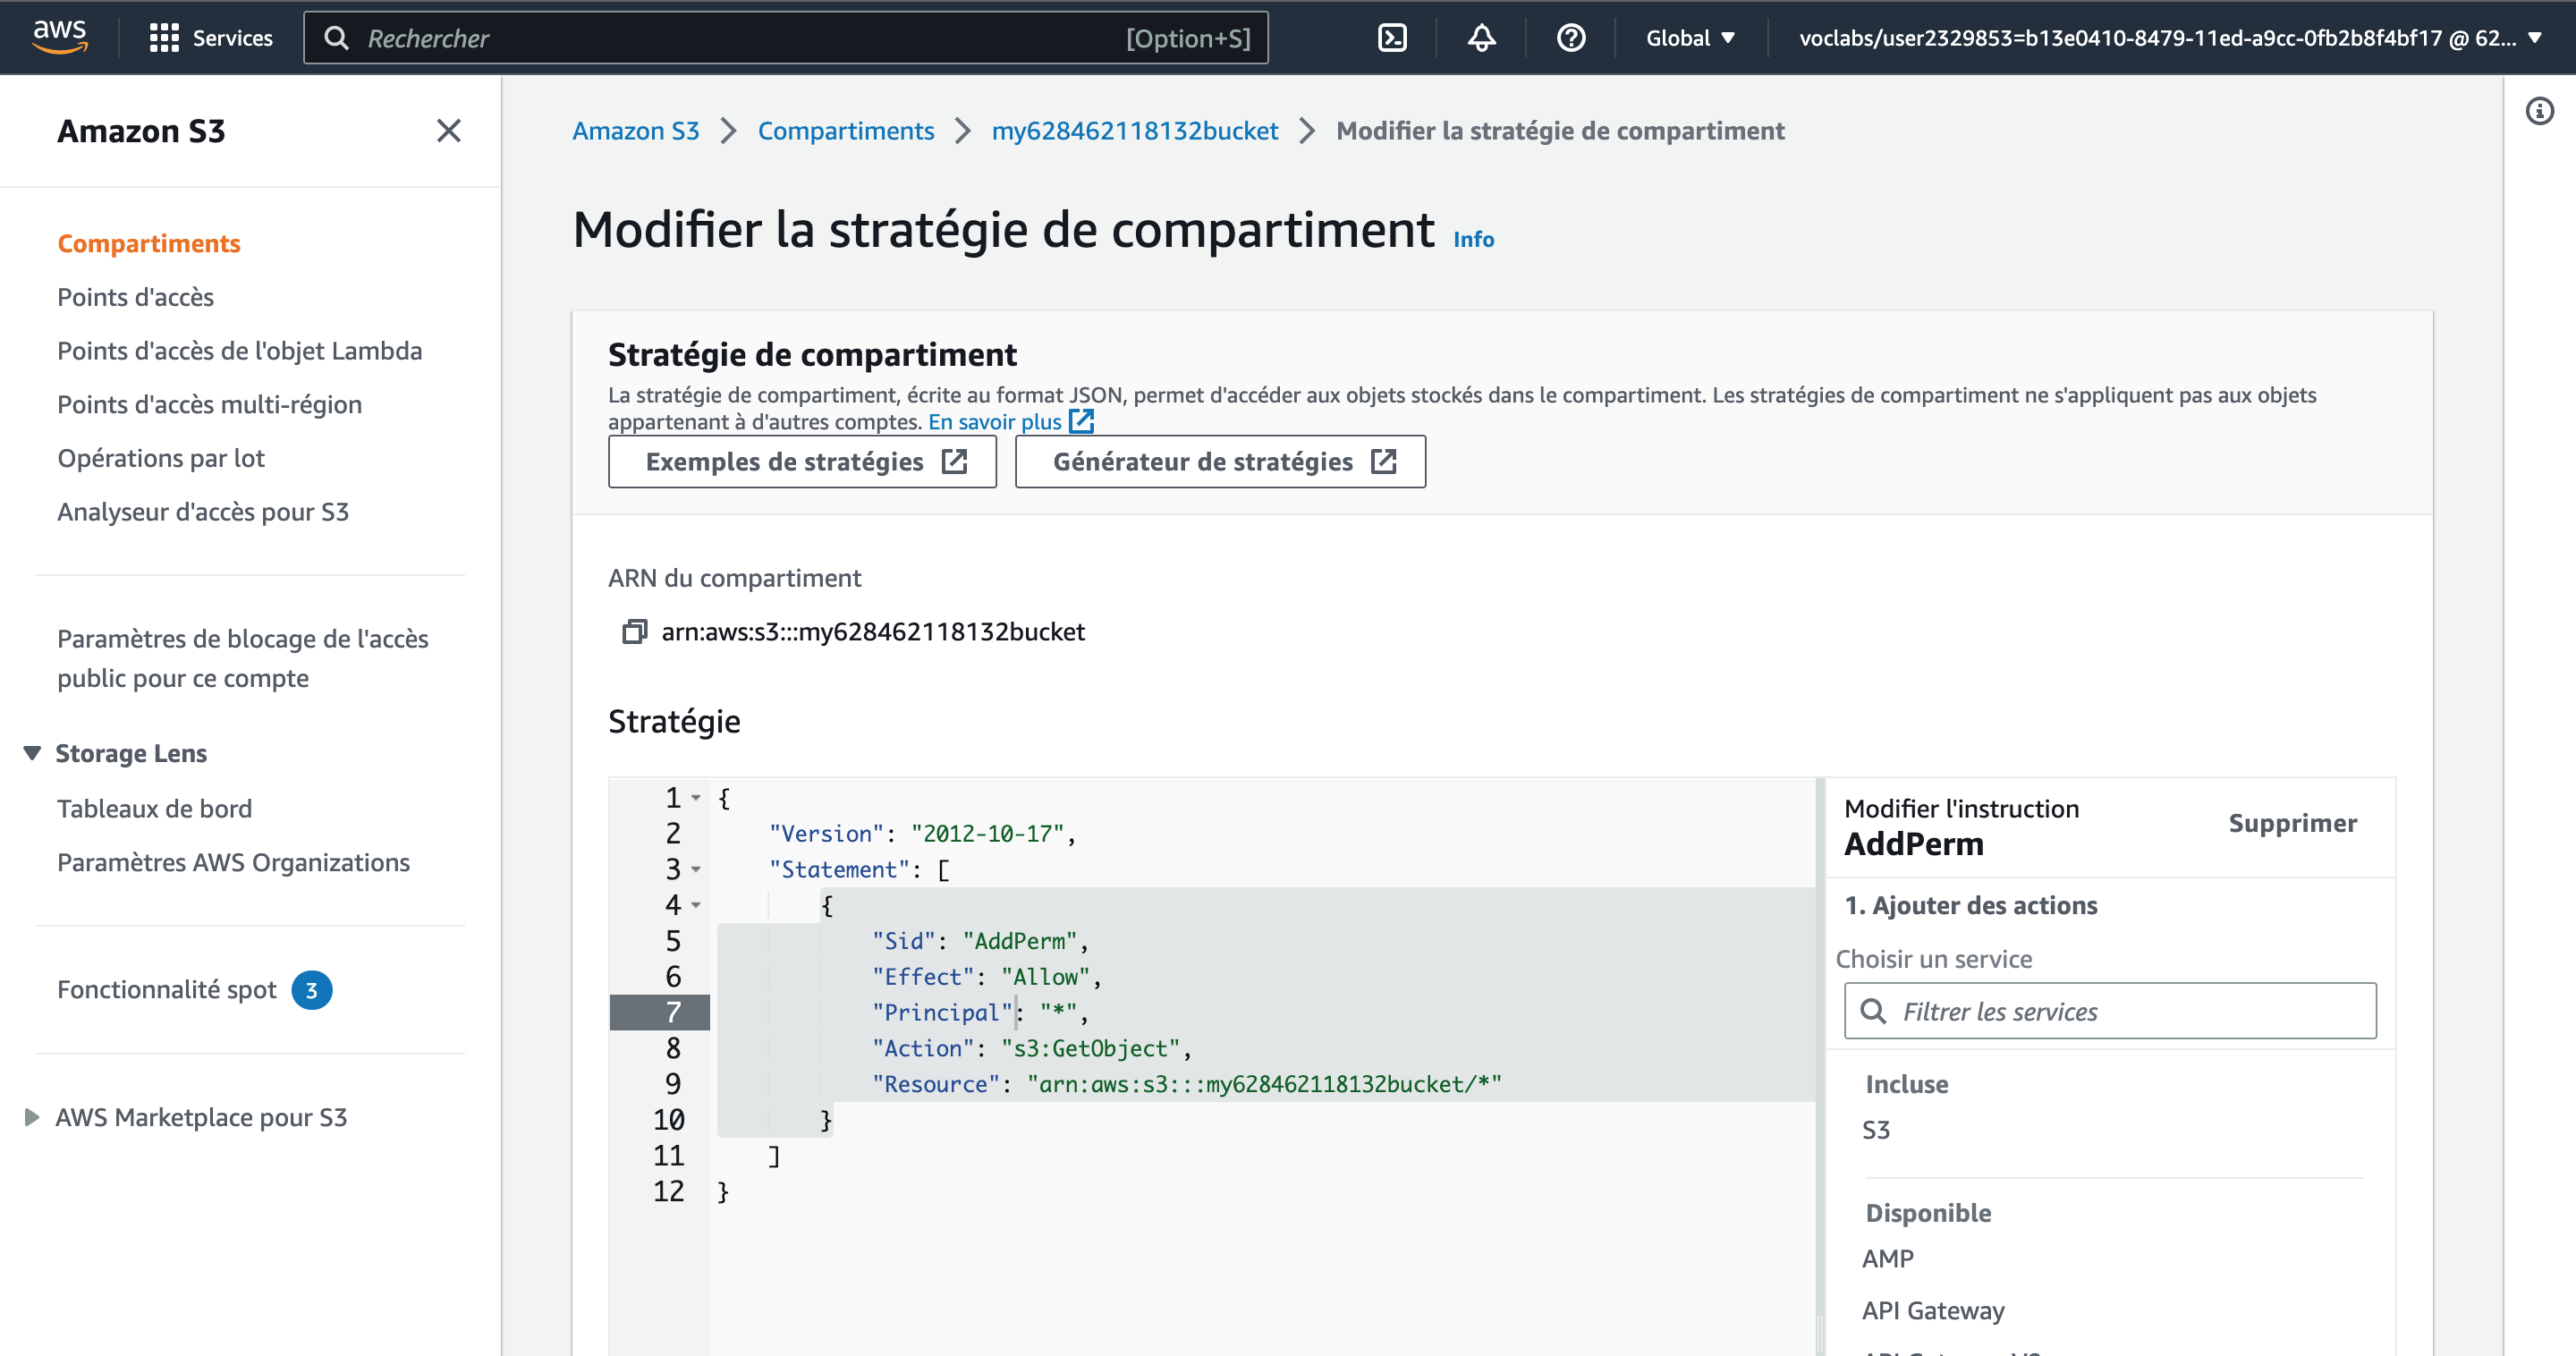 aws
Services
Rechercher
[Option+S]
Global
voclabs/user2329853=b13e0410-8479-11ed-a9cc-0fb2b8f4bf17 @ 62...
Amazon S3
Compartiments
Points d'accès
Points d'accès de l'objet Lambda
Points d'accès multi-région
Opérations par lot
Analyseur d'accès pour S3
Paramètres de blocage de l'accès
public pour ce compte
Storage Lens
Tableaux de bord
Paramètres AWS Organizations
Fonctionnalité spot 3
AWS Marketplace pour S3
Amazon S3 > Compartiments > my628462118132bucket > Modifier la stratégie de compartiment
Modifier la stratégie de compartiment Info
Stratégie de compartiment
La stratégie de compartiment, écrite au format JSON, permet d'accéder aux objets stockés dans le compartiment. Les stratégies de compartiment ne s'appliquent pas aux objets
appartenant à d'autres comptes. En savoir plus
Exemples de stratégies
Générateur de stratégies
ARN du compartiment
arn:aws:s3:::my628462118132bucket
Stratégie
1 {
2 "Version": "2012-10-17",
3 "Statement": [
4 {
5 "Sid": "AddPerm",
6 "Effect": "Allow",
7 "Principal": "*",
8 "Action": "s3:GetObject",
9 "Resource": "arn:aws:s3:::my628462118132bucket/*"
10 }
11 ]
12 }
Modifier l'instruction
AddPerm
Supprimer
1. Ajouter des actions
Choisir un service
Filtrer les services
Incluse
S3
Disponible
AMP
API Gateway